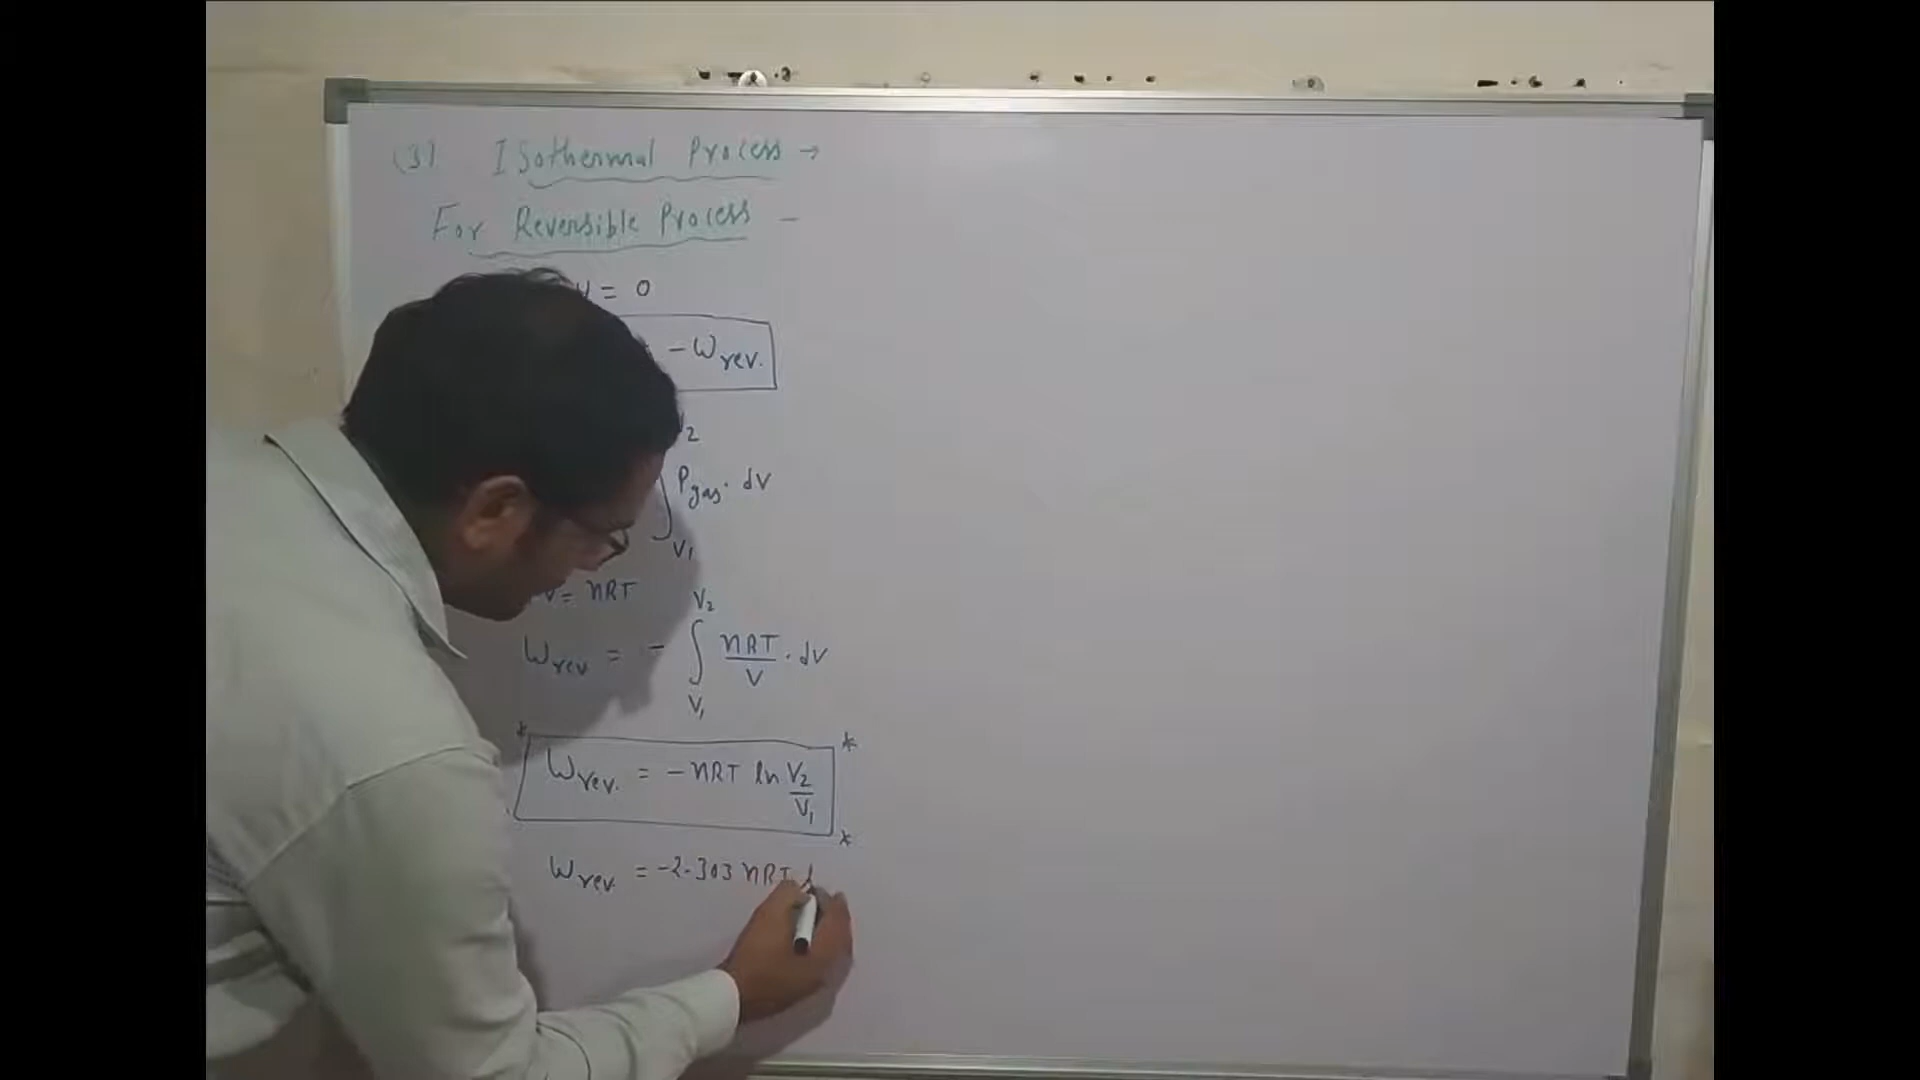 (3) Isothermal Process →
For Reversible Process –
= 0
- Wrev.
2
∫ Pgas. dV
V1
V = nRT
V2
Wrev = - ∫ nRT/V . dV
V1
* *
Wrev. = -nRT ln V2/V1
*
Wrev. = -2.303 nRT